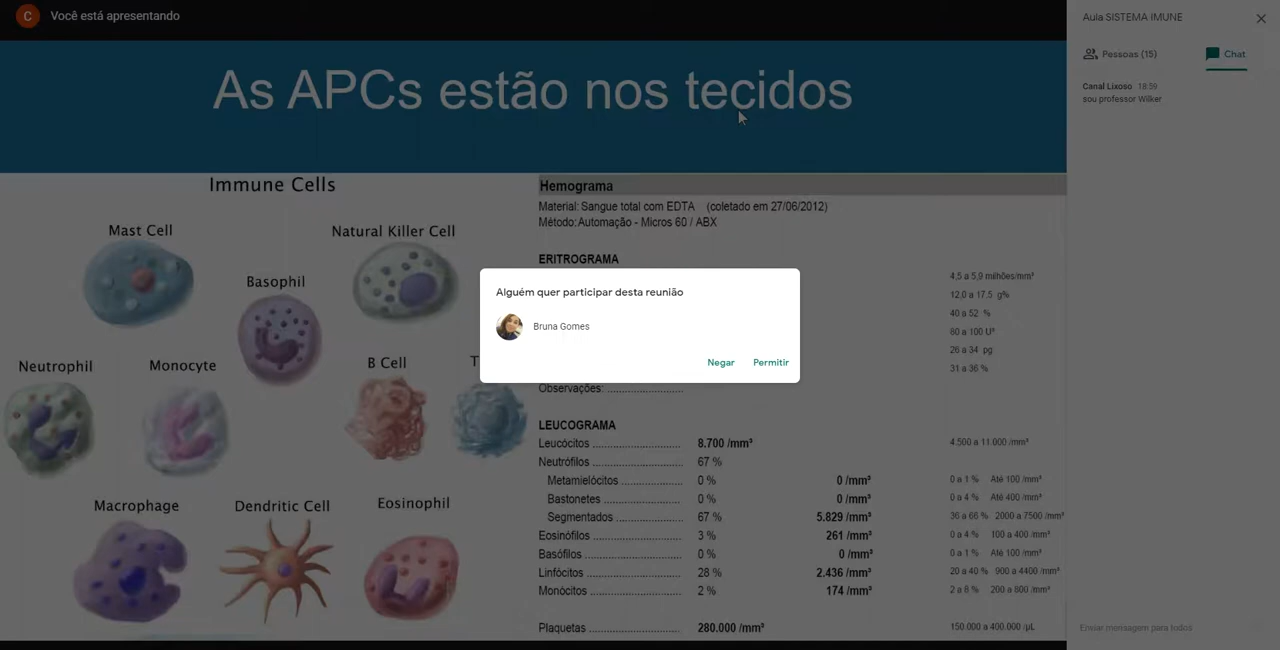 C Você está apresentando
As APCs estão nos tecidos
Immune Cells
Mast Cell
Natural Killer Cell
Basophil
Neutrophil
Monocyte
B Cell
T
Macrophage
Dendritic Cell
Eosinophil
Hemograma
Material: Sangue total com EDTA (coletado em 27/06/2012)
Método: Automação - Micros 60 / ABX
ERITROGRAMA
4,5 a 5,9 milhões/mm³
12,0 a 17.5 g%
40 a 52 %
60 a 100 U³
26 a 34 pg
31 a 36 %
Observações: ......................
LEUCOGRAMA
Leucócitos ........................ 8.700 /mm³ 4.500 a 11.000 /mm³
Neutrófilos ........................ 67 %
Metamielócitos ................... 0 % 0 /mm³ 0 a 1 % Até 100 /mm³
Bastonetes ........................ 0 % 0 /mm³ 0 a 4 % Até 400 /mm³
Segmentados ..................... 67 % 5.829 /mm³ 36 a 66 % 2000 a 7500 /mm³
Eosinófilos ........................ 3 % 261 /mm³ 0 a 4 % 100 a 400 /mm³
Basófilos ........................ 0 % 0 /mm³ 0 a 1 % Até 100 /mm³
Linfócitos ........................ 28 % 2.436 /mm³ 20 a 40 % 900 a 4400 /mm³
Monócitos ........................ 2 % 174 /mm³ 2 a 8 % 200 a 800 /mm³
Plaquetas ........................ 280.000 /mm³ 150.000 a 400.000 /µL
Alguém quer participar desta reunião
Bruna Gomes
Negar Permitir
Aula SISTEMA IMUNE
Pessoas (15) Chat
Canal Lixoso 18:59
sou professor Wilker
Enviar mensagem para todos